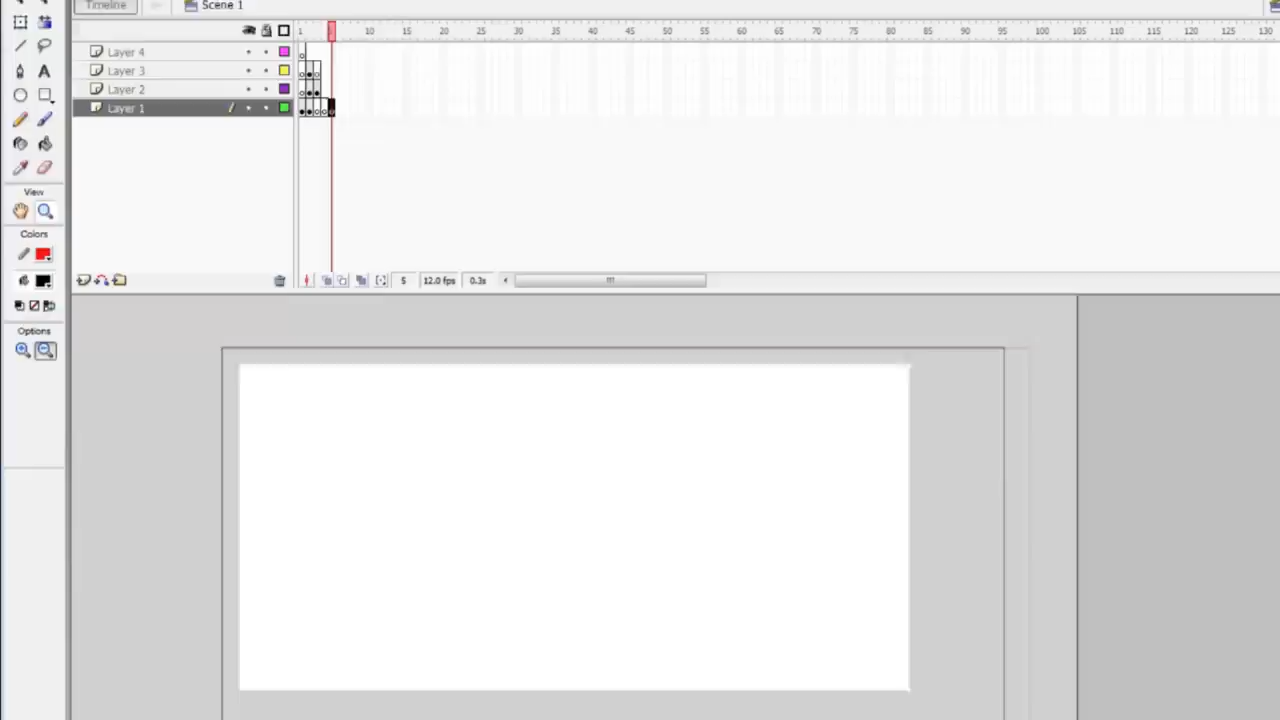 Timeline
Scene 1
1 5 10 15 20 25 30 35 40 45 50 55 60 65 70 75 80 85 90 95 100 105 110 115 120 125 130
Layer 4
Layer 3
Layer 2
Layer 1
View
Colors
5 12.0 fps 0.3s
Options
A